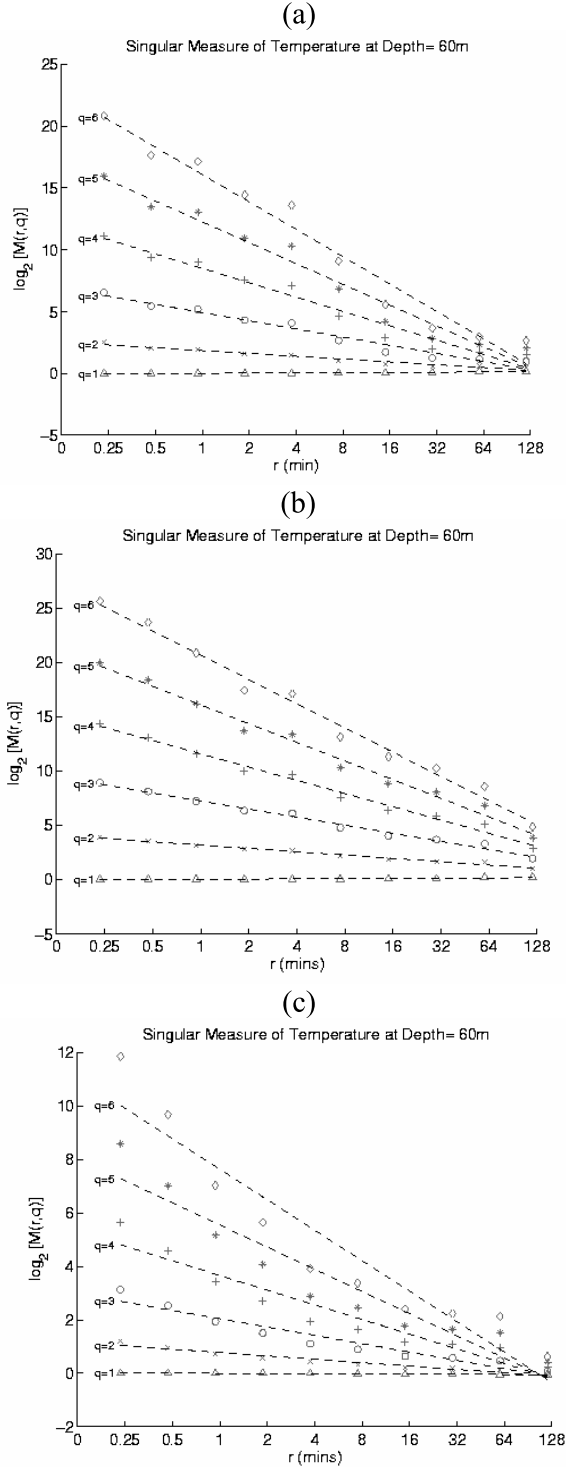 (a)
Singular Measure of Temperature at Depth= 60m
25
20
15
10
5
0
−5
log2 [M(r,q)]
q=6
q=5
q=4
q=3
q=2
q=1
0 0.25 0.5 1 2 4 8 16 32 64 128
r (min)
(b)
Singular Measure of Temperature at Depth= 60m
30
25
20
15
10
5
0
−5
log2 [M(r,q)]
q=6
q=5
q=4
q=3
q=2
q=1
0 0.25 0.5 1 2 4 8 16 32 64 128
r (mins)
(c)
Singular Measure of Temperature at Depth= 60m
12
10
8
6
4
2
0
−2
log2 [M(r,q)]
q=6
q=5
q=4
q=3
q=2
q=1
0 0.25 0.5 1 2 4 8 16 32 64 128
r (mins)